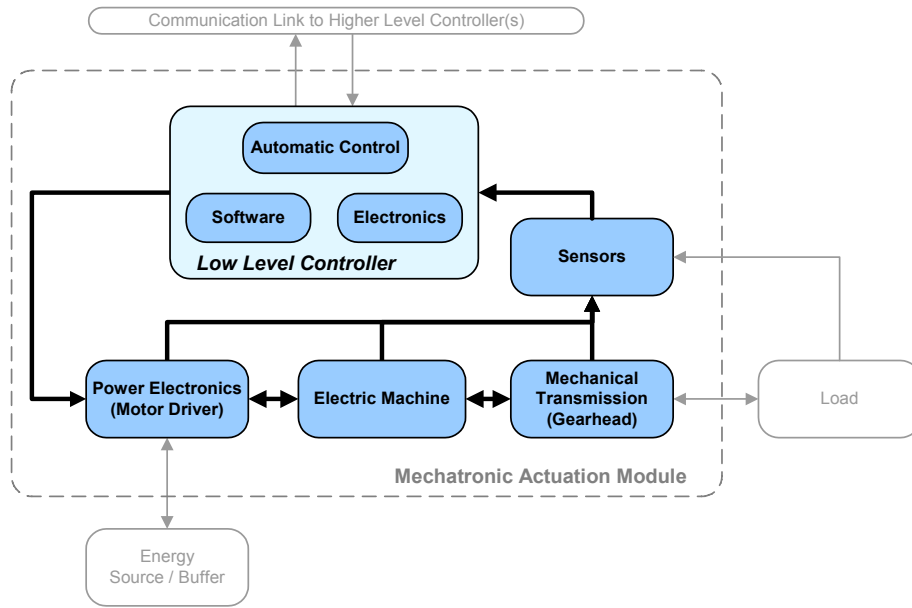 Communication Link to Higher Level Controller(s)
Automatic Control
Software
Electronics
Low Level Controller
Sensors
Power Electronics
(Motor Driver)
Electric Machine
Mechanical
Transmission
(Gearhead)
Load
Mechatronic Actuation Module
Energy
Source / Buffer